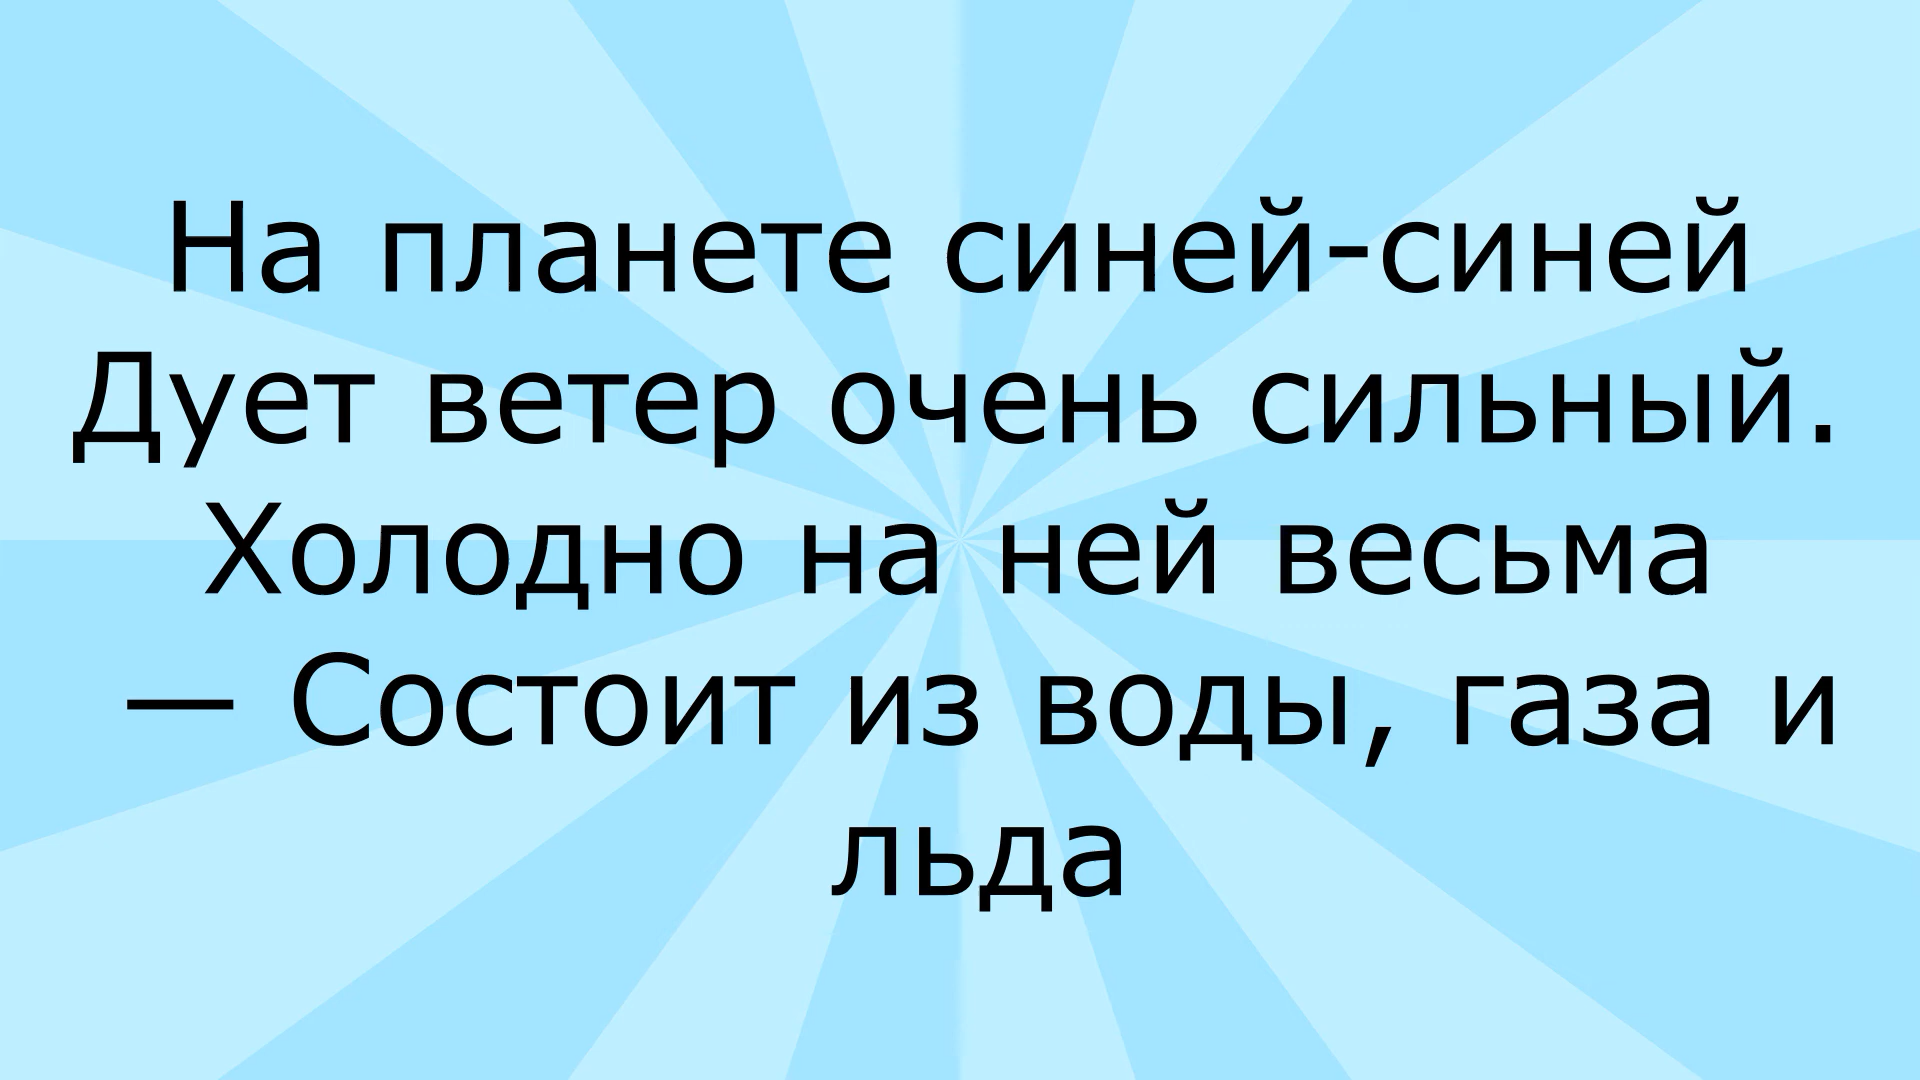 На планете синей-синей
Дует ветер очень сильный.
Холодно на ней весьма
— Состоит из воды, газа и
льда